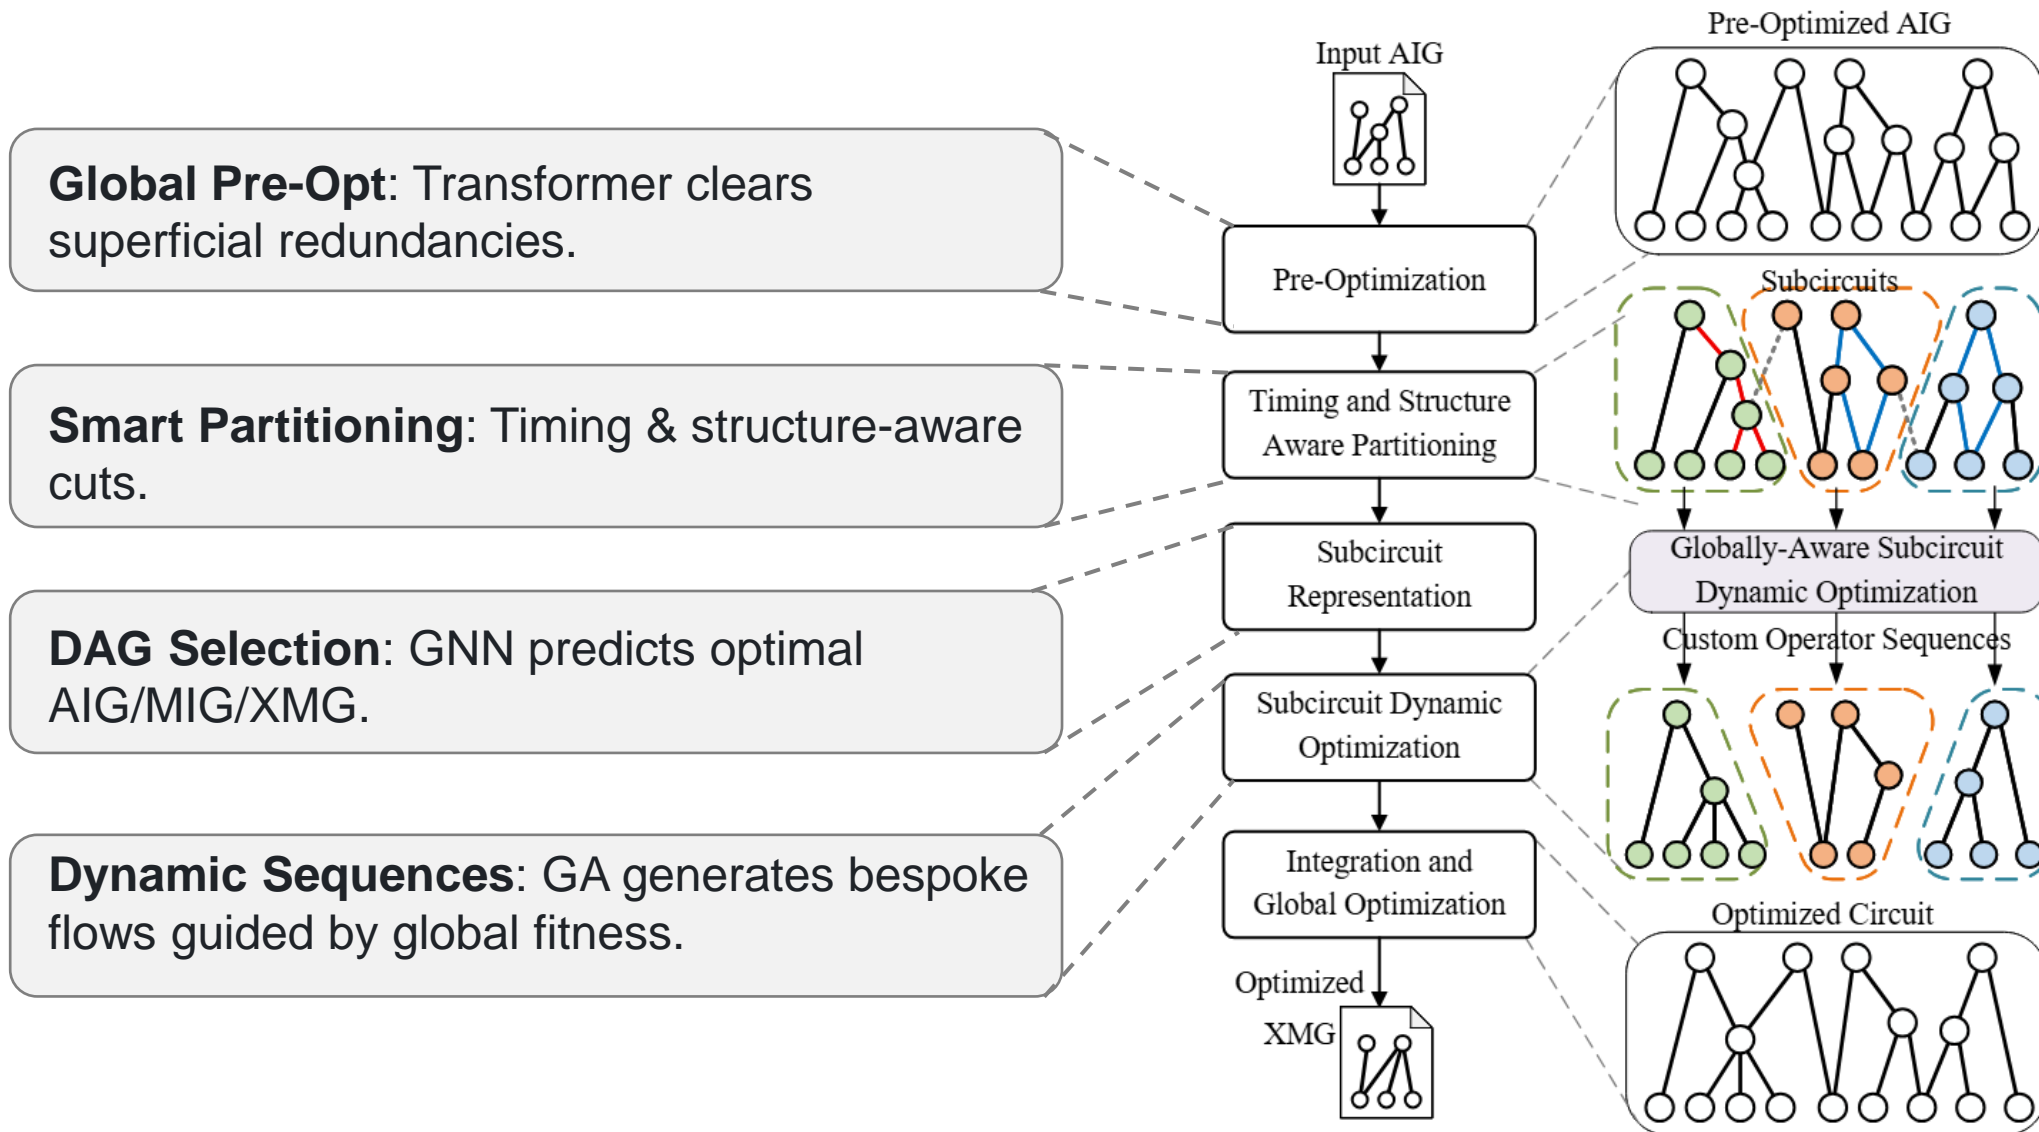 Global Pre-Opt: Transformer clears
superficial redundancies.
Smart Partitioning: Timing & structure-aware
cuts.
DAG Selection: GNN predicts optimal
AIG/MIG/XMG.
Dynamic Sequences: GA generates bespoke
flows guided by global fitness.
Input AIG
Pre-Optimization
Timing and Structure
Aware Partitioning
Subcircuit
Representation
Subcircuit Dynamic
Optimization
Integration and
Global Optimization
Optimized
XMG
Pre-Optimized AIG
Subcircuits
Globally-Aware Subcircuit
Dynamic Optimization
Custom Operator Sequences
Optimized Circuit